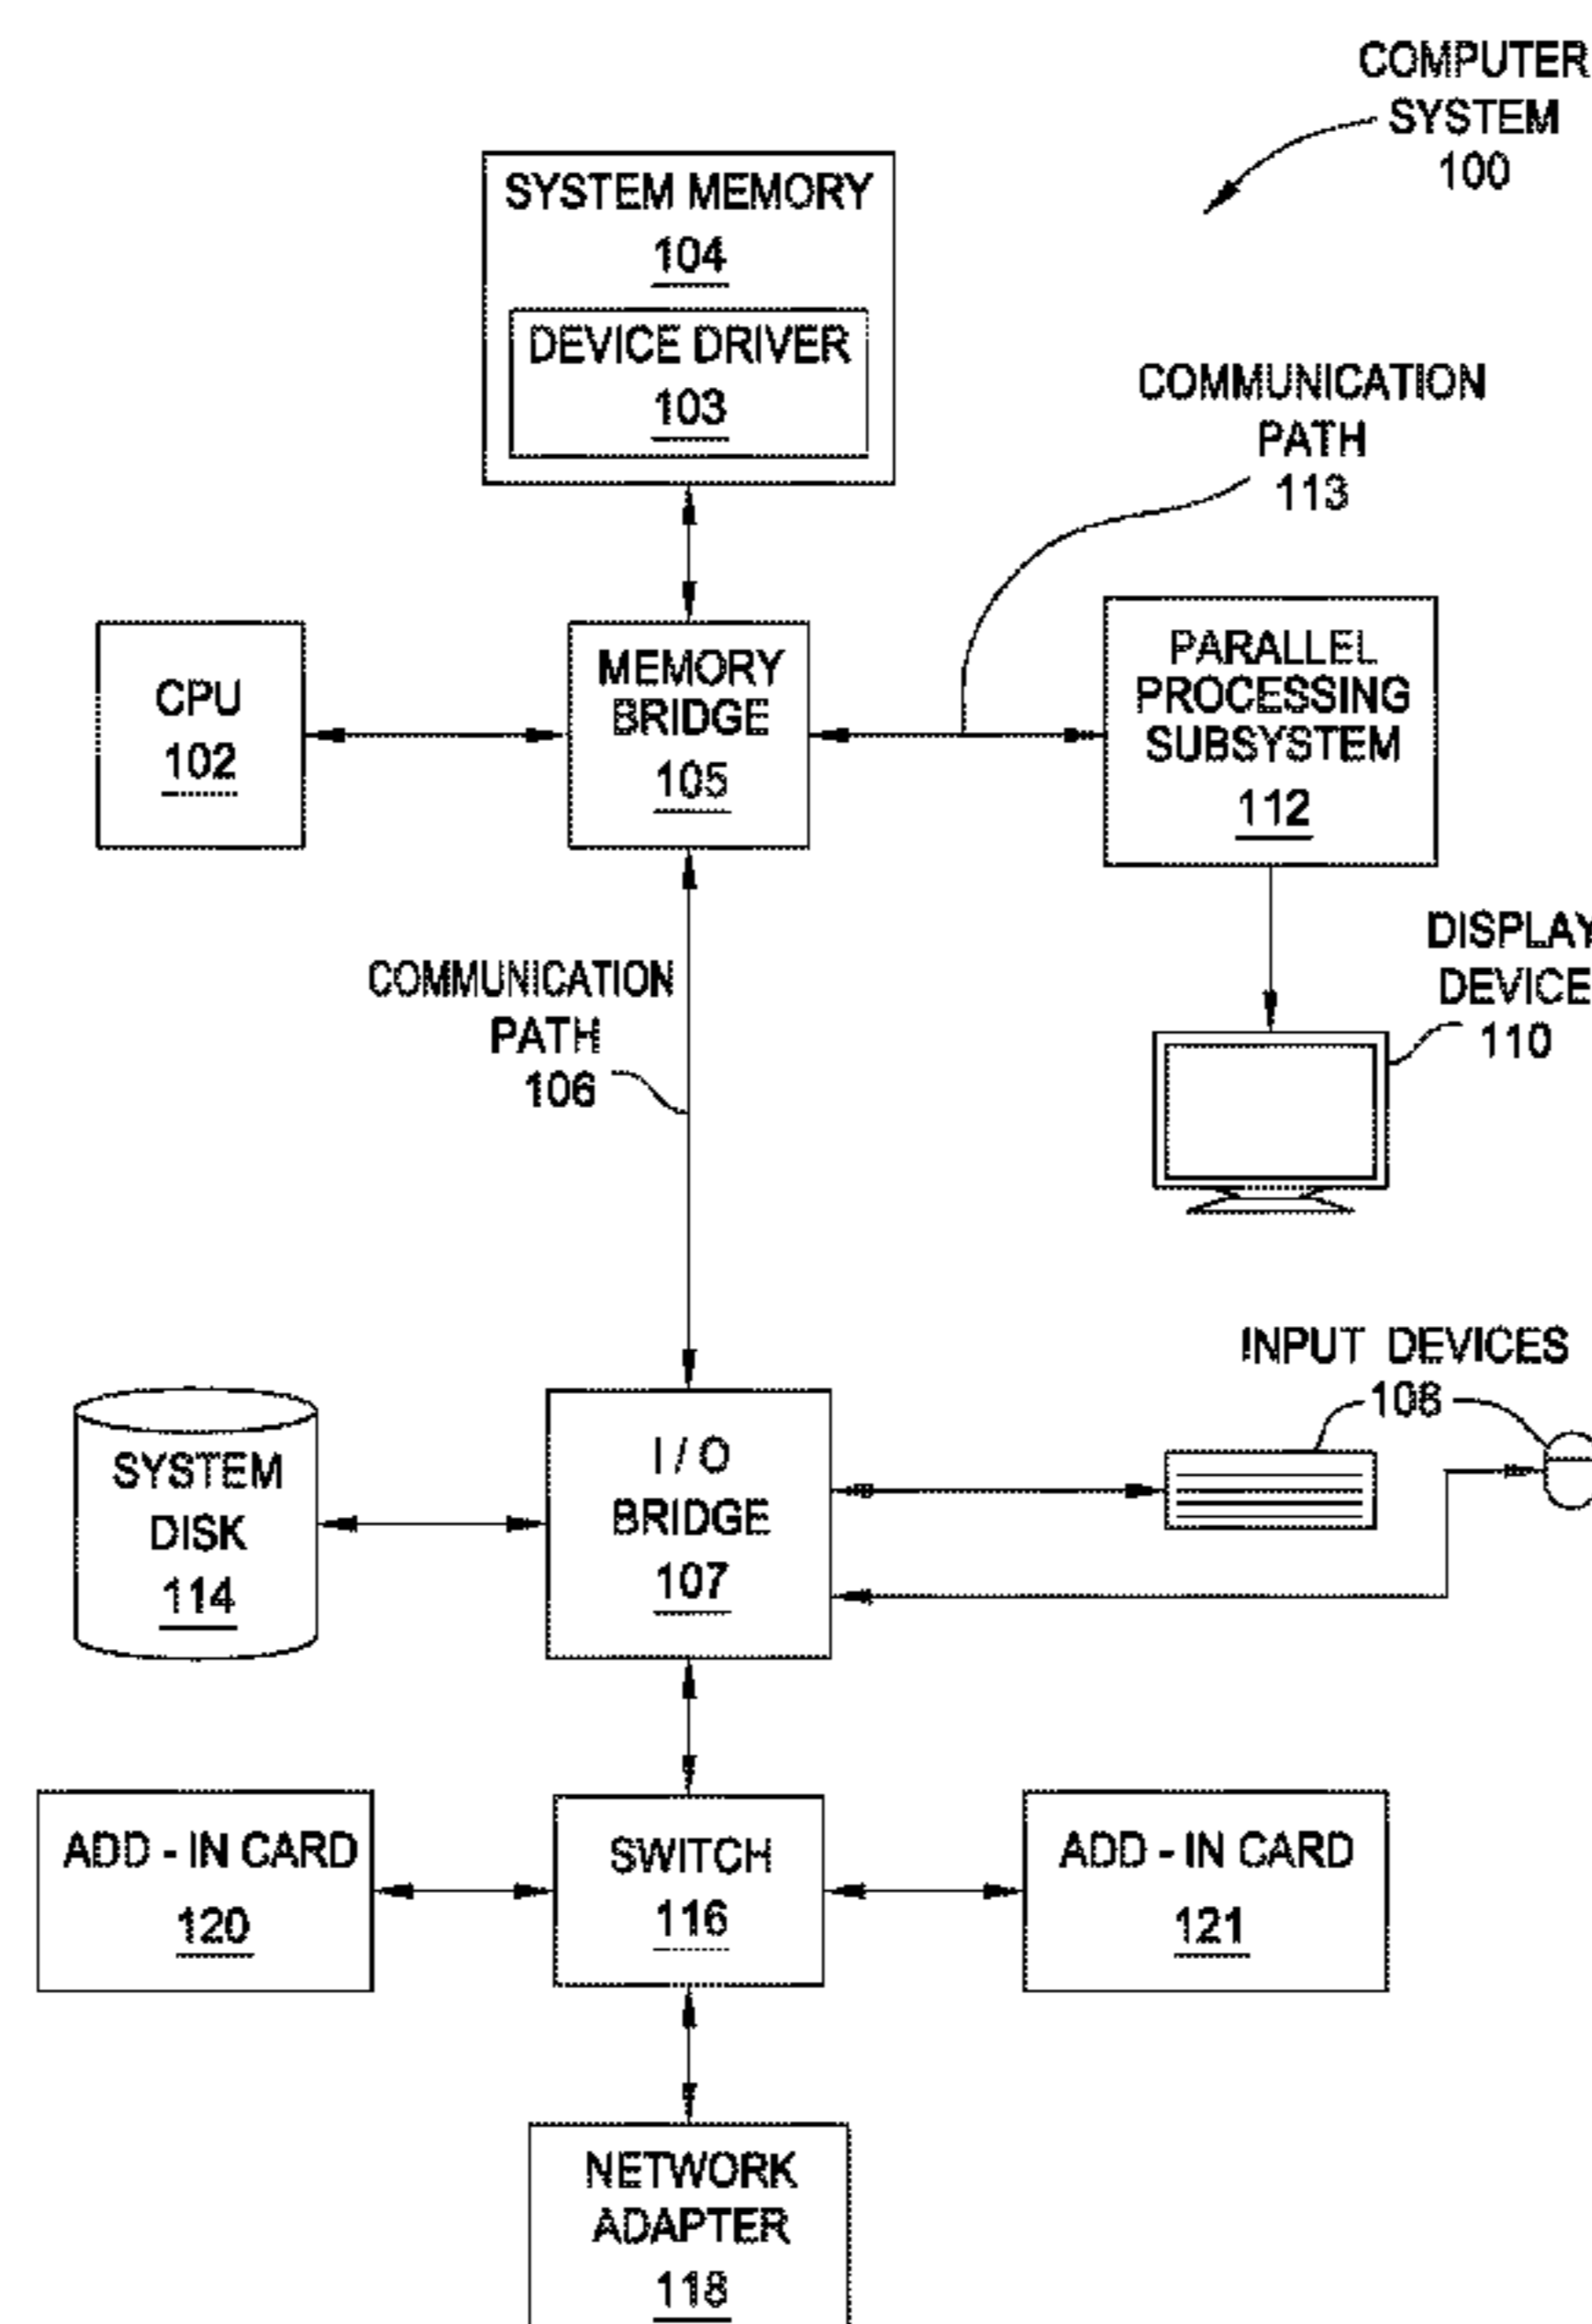 COMPUTER
SYSTEM
100
SYSTEM MEMORY
104
DEVICE DRIVER
103
COMMUNICATION
PATH
113
CPU
102
MEMORY
BRIDGE
105
PARALLEL
PROCESSING
SUBSYSTEM
112
COMMUNICATION
PATH
106
DISPLAY
DEVICE
110
INPUT DEVICES
108
SYSTEM
DISK
114
I / O
BRIDGE
107
ADD - IN CARD
120
SWITCH
116
ADD - IN CARD
121
NETWORK
ADAPTER
118